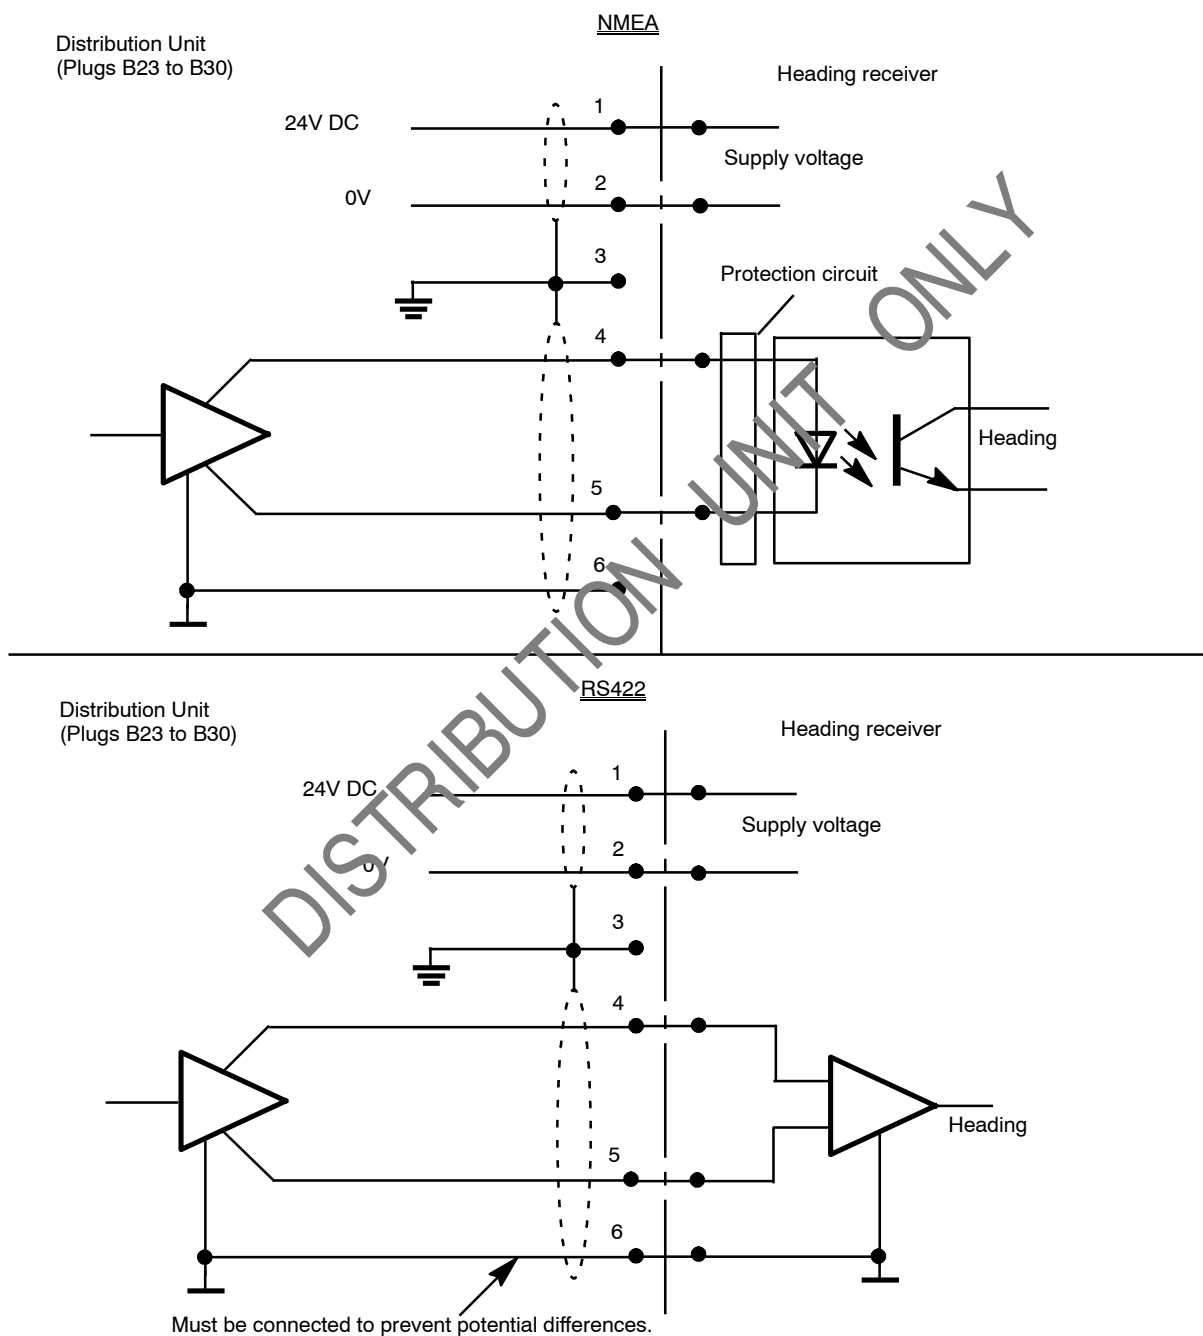 NMEA
Distribution Unit
(Plugs B23 to B30)
Heading receiver
1
24V DC
Supply voltage
2
0V
3
Protection circuit
4
Heading
5
6
DISTRIBUTION UNIT ONLY
RS422
Distribution Unit
(Plugs B23 to B30)
Heading receiver
1
24V DC
Supply voltage
2
0V
3
4
Heading
5
6
Must be connected to prevent potential differences.